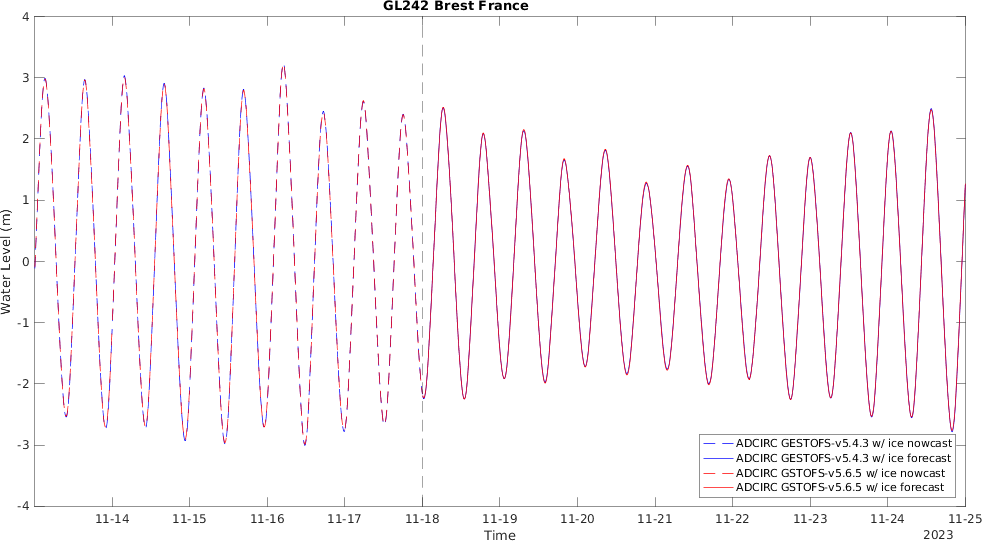 GL242 Brest France
4
3
2
1
0
-1
-2
-3
-4
Water Level (m)
ADCIRC GESTOFS-v5.4.3 w/ ice nowcast
ADCIRC GESTOFS-v5.4.3 w/ ice forecast
ADCIRC GSTOFS-v5.6.5 w/ ice nowcast
ADCIRC GSTOFS-v5.6.5 w/ ice forecast
11-14 11-15 11-16 11-17 11-18 11-19 11-20 11-21 11-22 11-23 11-24 11-25
Time
2023